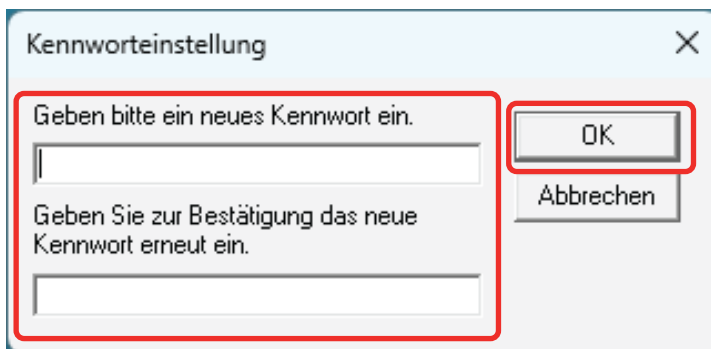 Kennworteinstellung
Geben bitte ein neues Kennwort ein.
OK
Abbrechen
Geben Sie zur Bestätigung das neue
Kennwort erneut ein.